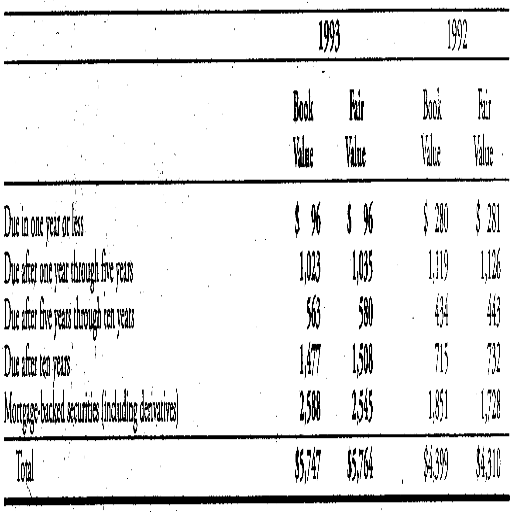 1993 1992
Book Fair Book Fair
Value Value Value Value
Due in one year or less $ 96 $ 96 $ 280 $ 281
Due after one year through five years 1,023 1,035 1,119 1,126
Due after five years through ten years 563 580 434 443
Due after ten years 1,477 1,508 715 732
Mortgage-backed securities (including derivatives) 2,588 2,545 1,851 1,728
Total $5,747 $5,764 $4,399 $4,310